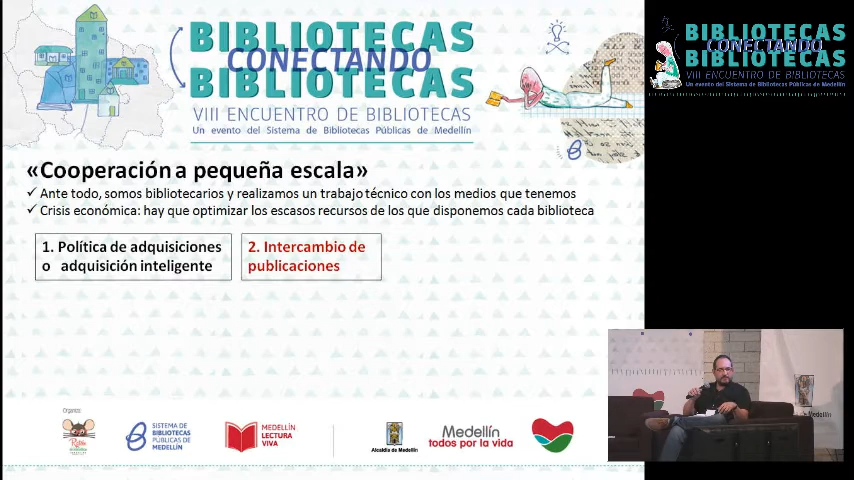 BIBLIOTECAS
CONECTANDO
BIBLIOTECAS
VIII ENCUENTRO DE BIBLIOTECAS
Un evento del Sistema de Bibliotecas Públicas de Medellín
BIBLIOTECAS
CONECTANDO
BIBLIOTECAS
VIII ENCUENTRO DE BIBLIOTECAS
Un evento del Sistema de Bibliotecas Públicas de Medellín
«Cooperación a pequeña escala»
✓ Ante todo, somos bibliotecarios y realizamos un trabajo técnico con los medios que tenemos
✓ Crisis económica: hay que optimizar los escasos recursos de los que disponemos cada biblioteca
1. Política de adquisiciones
o adquisición inteligente
2. Intercambio de
publicaciones
Organiza:
SISTEMA DE
BIBLIOTECAS
PÚBLICAS DE
MEDELLÍN
MEDELLÍN
LECTURA
VIVA
Alcaldía de Medellín
Medellín
todos por la vida